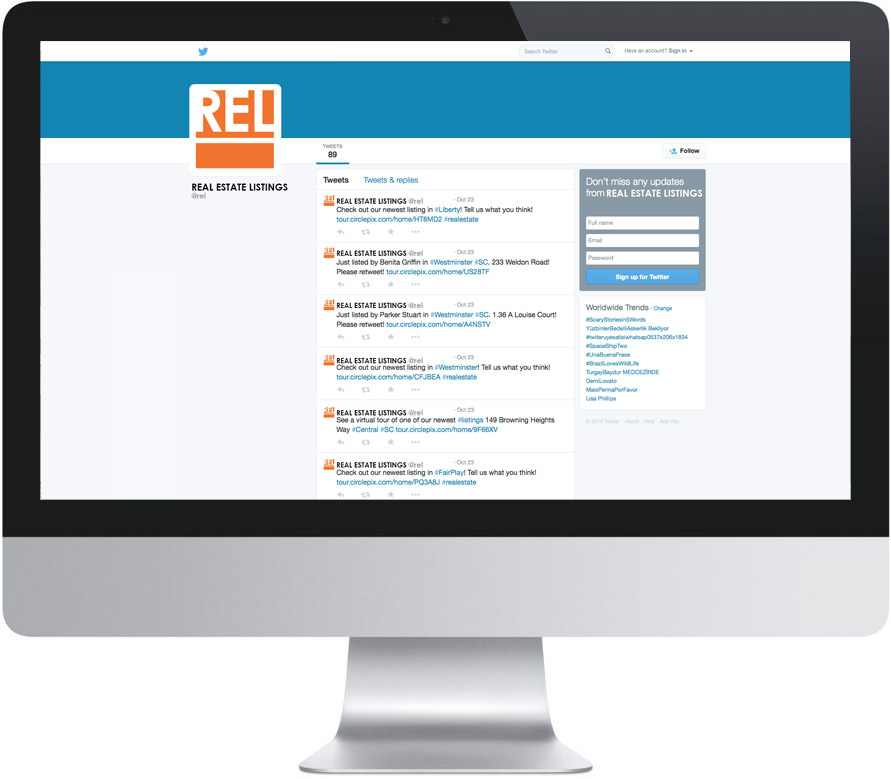 Search Twitter
Have an account? Sign in
REL
TWEETS
89
Follow
REAL ESTATE LISTINGS
@rel
Tweets Tweets & replies
REL REAL ESTATE LISTINGS @rel · Oct 23
Check out our newest listing in #Liberty! Tell us what you think!
tour.circlepix.com/home/HT8MD2 #realestate
REL REAL ESTATE LISTINGS @rel · Oct 23
Just listed by Benita Griffin in #Westminster #SC. 233 Weldon Road!
Please retweet! tour.circlepix.com/home/US28TF
REL REAL ESTATE LISTINGS @rel · Oct 23
Just listed by Parker Stuart in #Westminster #SC. 1.36 A Louise Court!
Please retweet! tour.circlepix.com/home/A4NSTV
REL REAL ESTATE LISTINGS @rel · Oct 23
Check out our newest listing in #Westminster! Tell us what you think!
tour.circlepix.com/home/CFJBEA #realestate
REL REAL ESTATE LISTINGS @rel · Oct 23
See a virtual tour of one of our newest #listings 149 Browning Heights
Way #Central #SC tour.circlepix.com/home/9F66XV
REL REAL ESTATE LISTINGS @rel · Oct 23
Check out our newest listing in #FairPlay! Tell us what you think!
tour.circlepix.com/home/PQ3A8J #realestate
Don't miss any updates
from REAL ESTATE LISTINGS
Full name
Email
Password
Sign up for Twitter
Worldwide Trends · Change
#ScaryStoriesIn5Words
YüzbinlerBedelliAskerlik Bekliyor
#twiteruyesatisiwhatsap0537x206x1834
#SpaceShipTwo
#UnaBuenaFrase
#BrazilLovesWildLife
TurgayBaydur MEDCEZİRDE
DemiLovato
MaisPerinaPorFavor
Lisa Phillips
© 2014 Twitter About Help Add info